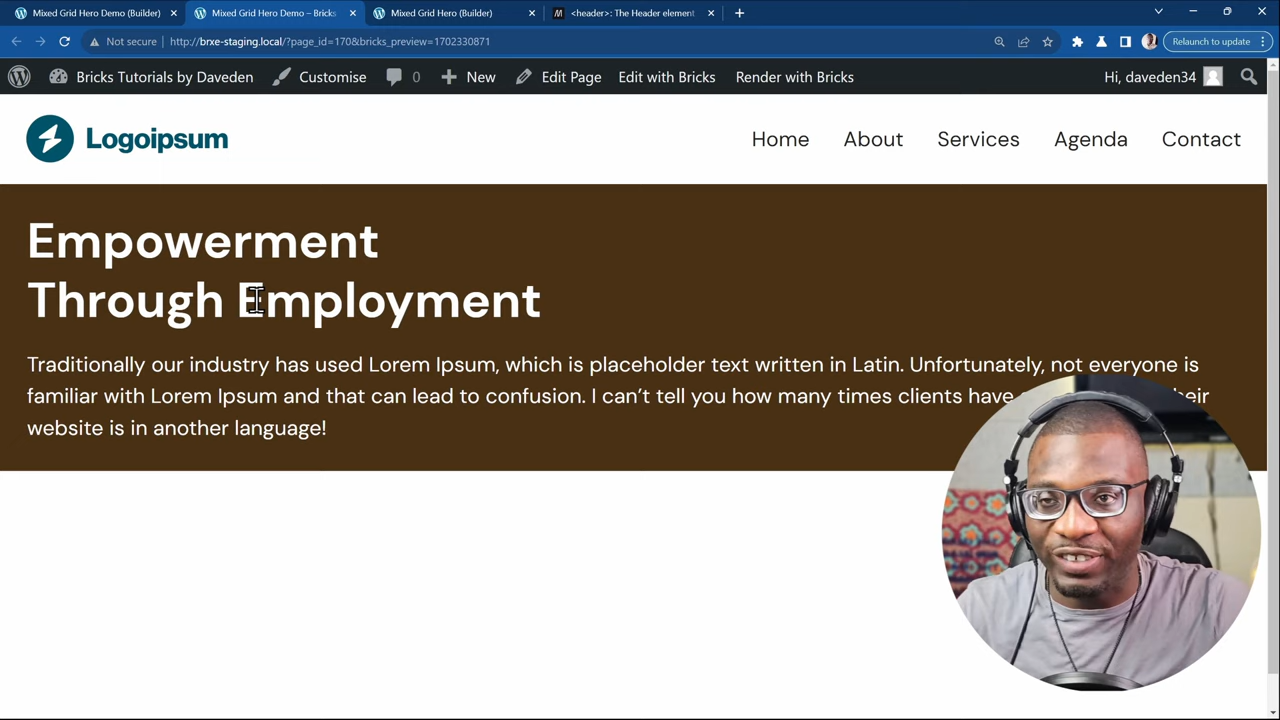 Mixed Grid Hero Demo (Builder)
Mixed Grid Hero Demo – Bricks
Mixed Grid Hero (Builder)
<header>: The Header element
Not secure
http://brxe-staging.local/?page_id=170&bricks_preview=1702330871
Relaunch to update
Bricks Tutorials by Daveden
Customise
0
New
Edit Page
Edit with Bricks
Render with Bricks
Hi, daveden34
Logoipsum
Home
About
Services
Agenda
Contact
Empowerment
Through Employment
Traditionally our industry has used Lorem Ipsum, which is placeholder text written in Latin. Unfortunately, not everyone is
familiar with Lorem Ipsum and that can lead to confusion. I can’t tell you how many times clients have
website is in another language!